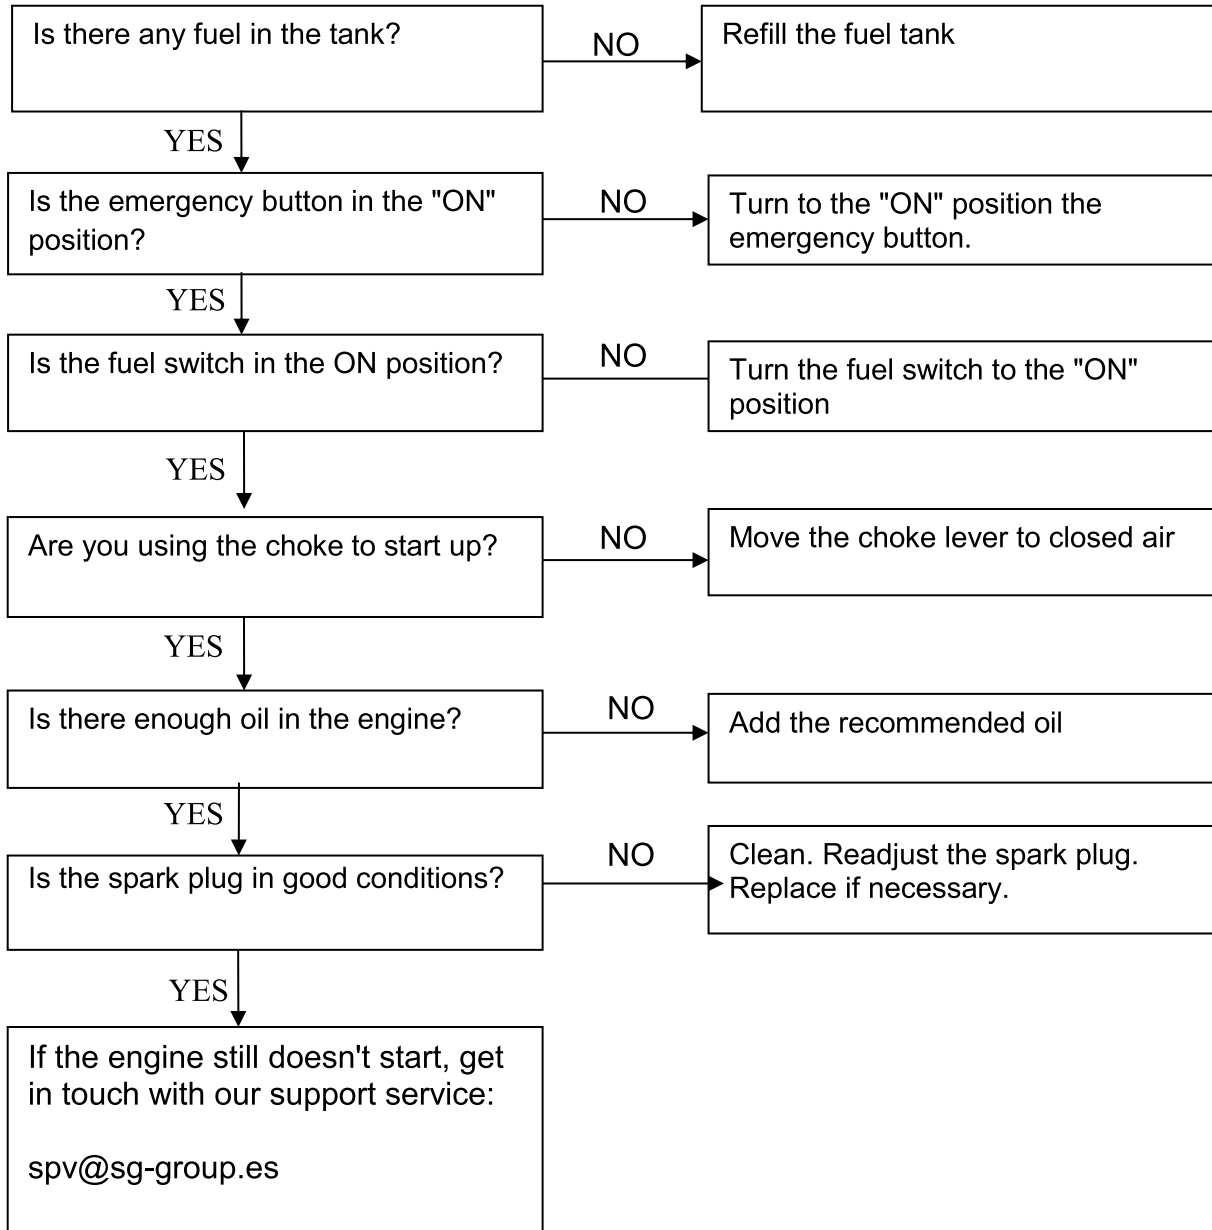 Is there any fuel in the tank?
NO
Refill the fuel tank
YES
Is the emergency button in the "ON"
position?
NO
Turn to the "ON" position the
emergency button.
YES
Is the fuel switch in the ON position?
NO
Turn the fuel switch to the "ON"
position
YES
Are you using the choke to start up?
NO
Move the choke lever to closed air
YES
Is there enough oil in the engine?
NO
Add the recommended oil
YES
Is the spark plug in good conditions?
NO
Clean. Readjust the spark plug.
Replace if necessary.
YES
If the engine still doesn't start, get
in touch with our support service:
spv@sg-group.es